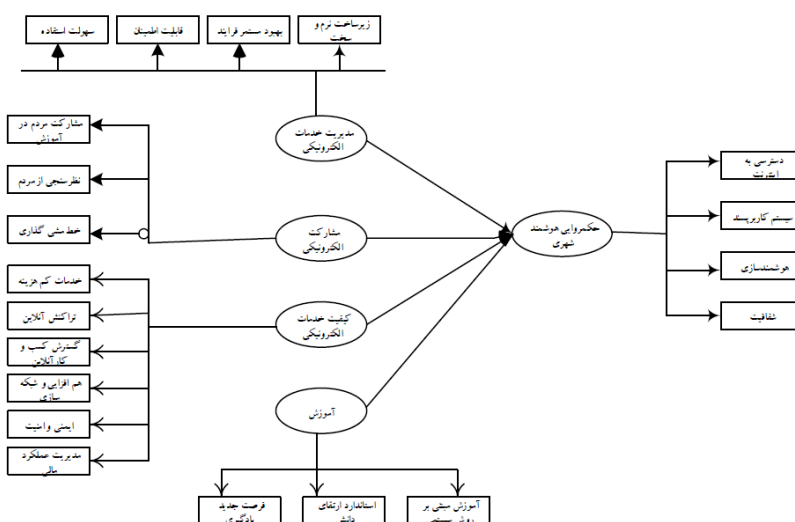 زیرساخت نرم و
سخت
بهبود مستمر فرایند
قابلیت اطمینان
سهولت استفاده
مدیریت خدمات
الکترونیکی
مشارکت مردم در
آموزش
نظرسنجی از مردم
خط مشی گذاری
مشارکت
الکترونیکی
حکمروایی هوشمند
شهری
دسترسی به
اینترنت
سیستم کاربرپسند
هوشمندسازی
شفافیت
کیفیت خدمات
الکترونیکی
خدمات کم هزینه
تراکنش آنلاین
گسترش کسب و
کار آنلاین
هم افزایی و شبکه
سازی
ایمنی و امنیت
مدیریت عملکرد
مالی
آموزش
آموزش مبتنی بر
روش سیستمی
استاندارد ارتقای
دانش
فرصت جدید
یادگیری